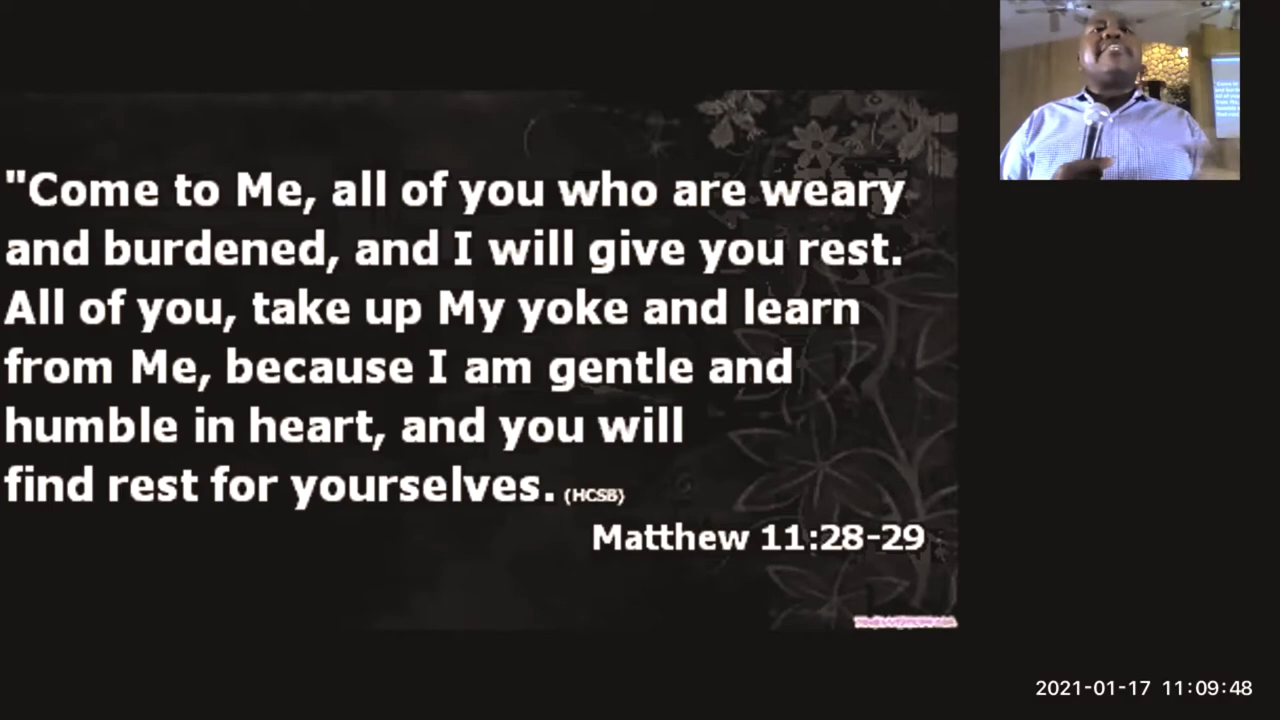 "Come to Me, all of you who are weary
and burdened, and I will give you rest.
All of you, take up My yoke and learn
from Me, because I am gentle and
humble in heart, and you will
find rest for yourselves. (HCSB)
Matthew 11:28-29
2021-01-17 11:09:48